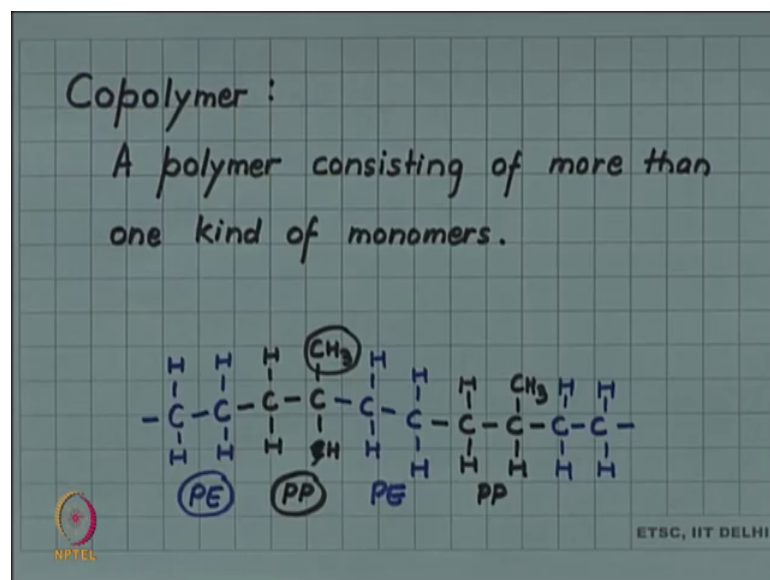 Copolymer :
A polymer consisting of more than
one kind of monomers.
H H H CH3 H H H CH3 H H
- C - C - C - C - C - C - C - C - C - C -
H H H H H H H H H H
PE PP PE PP
NPTEL
ETSC, IIT DELHI